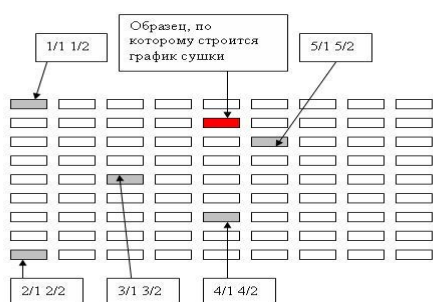 Образец, по
которому строится
график сушки
1/1 1/2
5/1 5/2
2/1 2/2
3/1 3/2
4/1 4/2